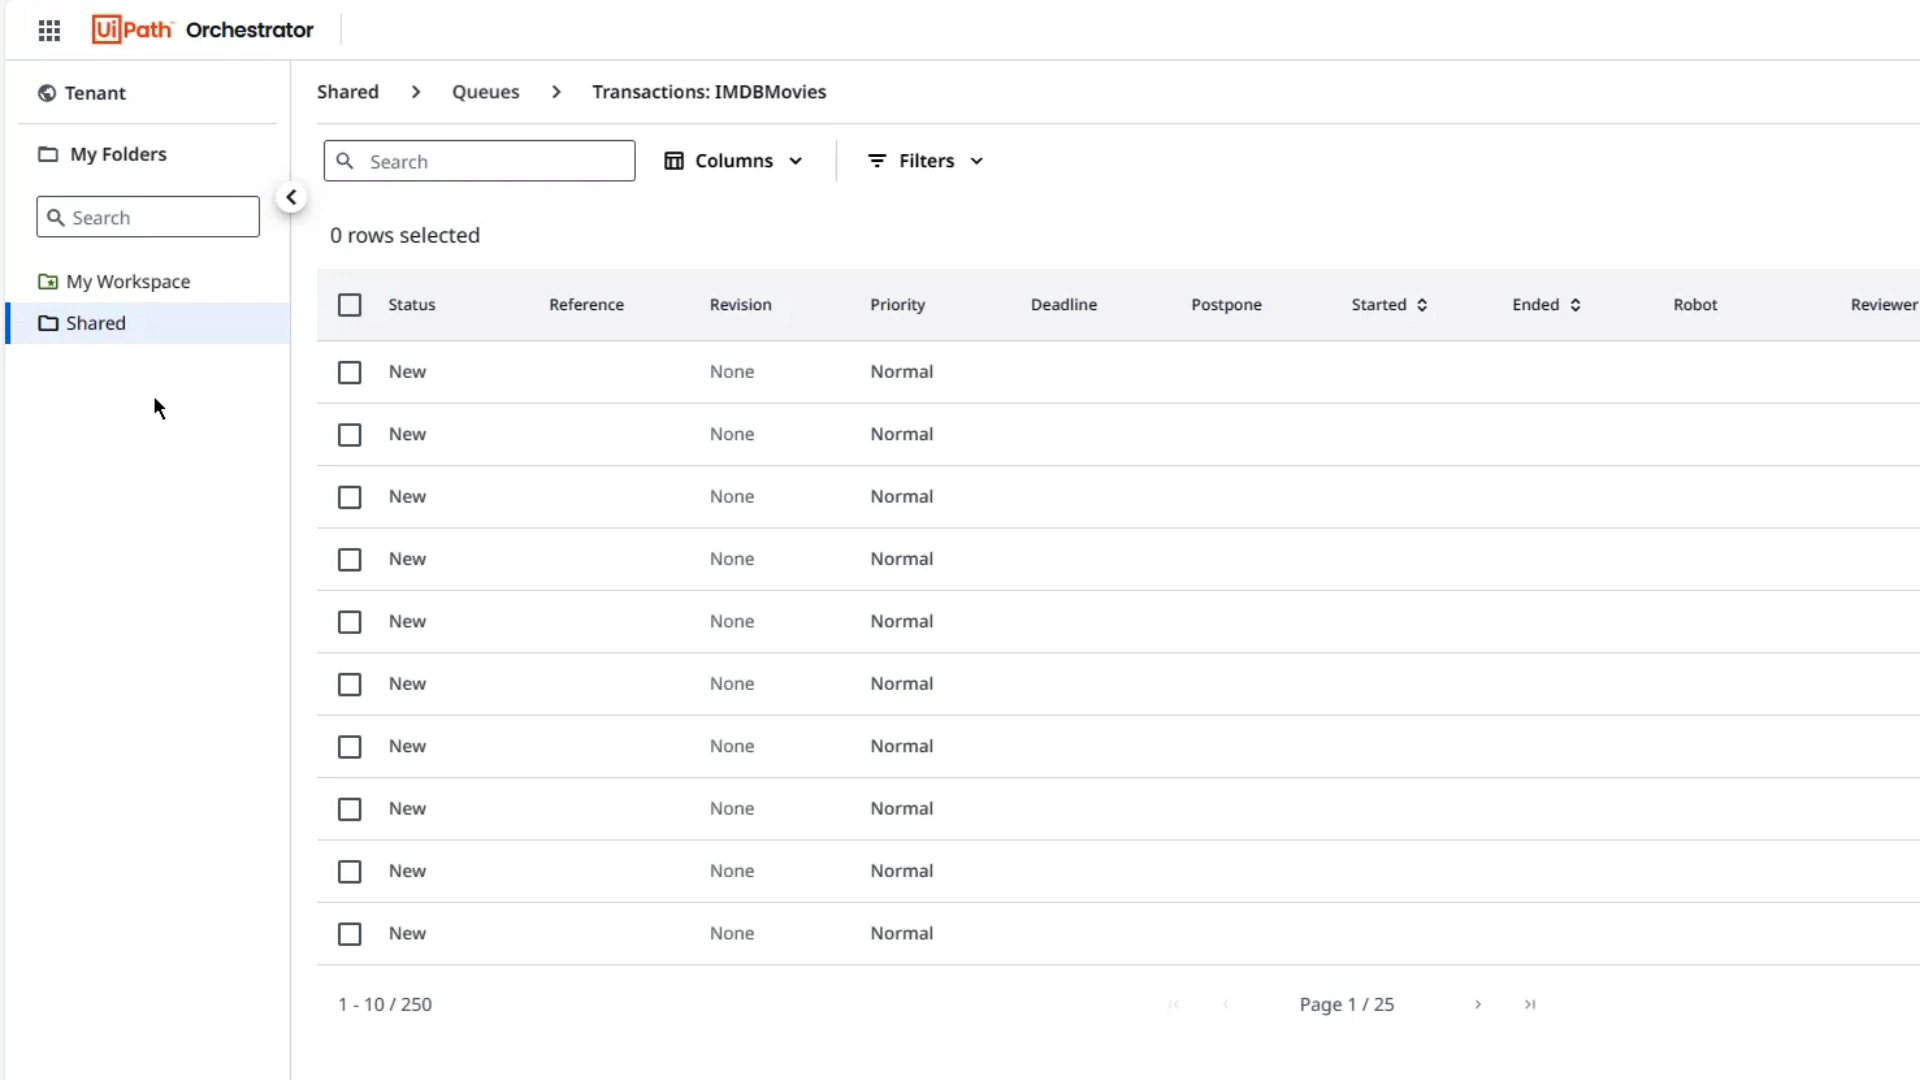 UiPath Orchestrator
Tenant
My Folders
Search
My Workspace
Shared
Shared > Queues > Transactions: IMDBMovies
Search Columns Filters
0 rows selected
Status Reference Revision Priority Deadline Postpone Started Ended Robot Reviewer
New None Normal
New None Normal
New None Normal
New None Normal
New None Normal
New None Normal
New None Normal
New None Normal
New None Normal
New None Normal
1 - 10 / 250 Page 1 / 25